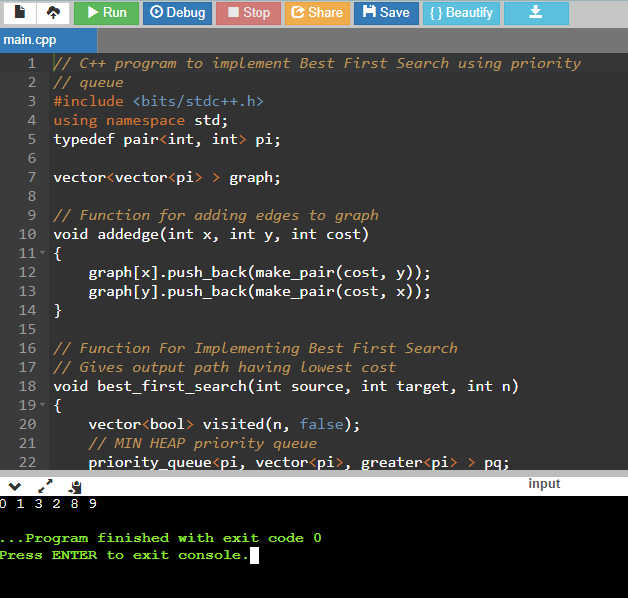 Run Debug Stop Share Save { } Beautify
main.cpp
1 // C++ program to implement Best First Search using priority
2 // queue
3 #include <bits/stdc++.h>
4 using namespace std;
5 typedef pair<int, int> pi;
6
7 vector<vector<pi> > graph;
8
9 // Function for adding edges to graph
10 void addedge(int x, int y, int cost)
11 {
12     graph[x].push_back(make_pair(cost, y));
13     graph[y].push_back(make_pair(cost, x));
14 }
15
16 // Function For Implementing Best First Search
17 // Gives output path having lowest cost
18 void best_first_search(int source, int target, int n)
19 {
20     vector<bool> visited(n, false);
21     // MIN HEAP priority queue
22     priority_queue<pi, vector<pi>, greater<pi> > pq;
input
0 1 3 2 8 9
...Program finished with exit code 0
Press ENTER to exit console.